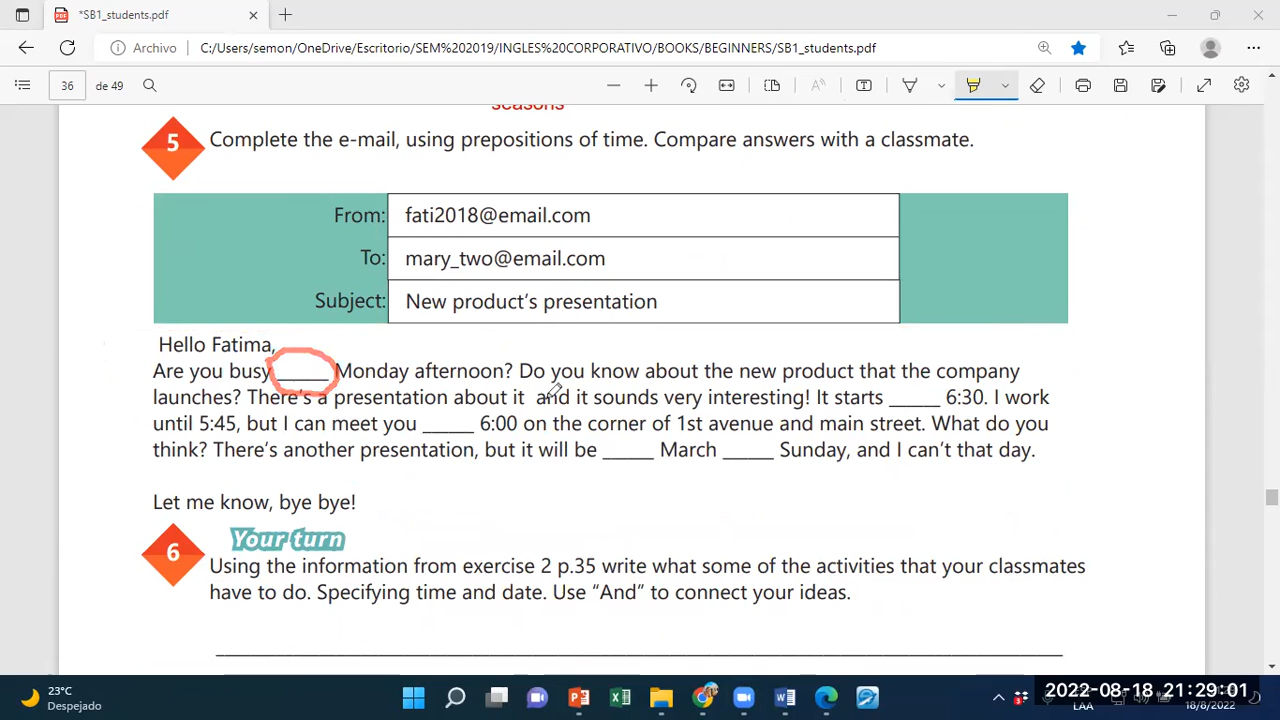 *SB1_students.pdf
Archivo C:/Users/semon/OneDrive/Escritorio/SEM%202019/INGLES%20CORPORATIVO/BOOKS/BEGINNERS/SB1_students.pdf
36 de 49
seasons
5 Complete the e-mail, using prepositions of time. Compare answers with a classmate.
From: fati2018@email.com
To: mary_two@email.com
Subject: New product's presentation
Hello Fatima,
Are you busy ______ Monday afternoon? Do you know about the new product that the company
launches? There's a presentation about it and it sounds very interesting! It starts ______ 6:30. I work
until 5:45, but I can meet you ______ 6:00 on the corner of 1st avenue and main street. What do you
think? There's another presentation, but it will be ______ March ______ Sunday, and I can't that day.
Let me know, bye bye!
Your turn
6 Using the information from exercise 2 p.35 write what some of the activities that your classmates
have to do. Specifying time and date. Use “And” to connect your ideas.
23°C
Despejado
2022-08-18 21:29:01
LAA 18/8/2022